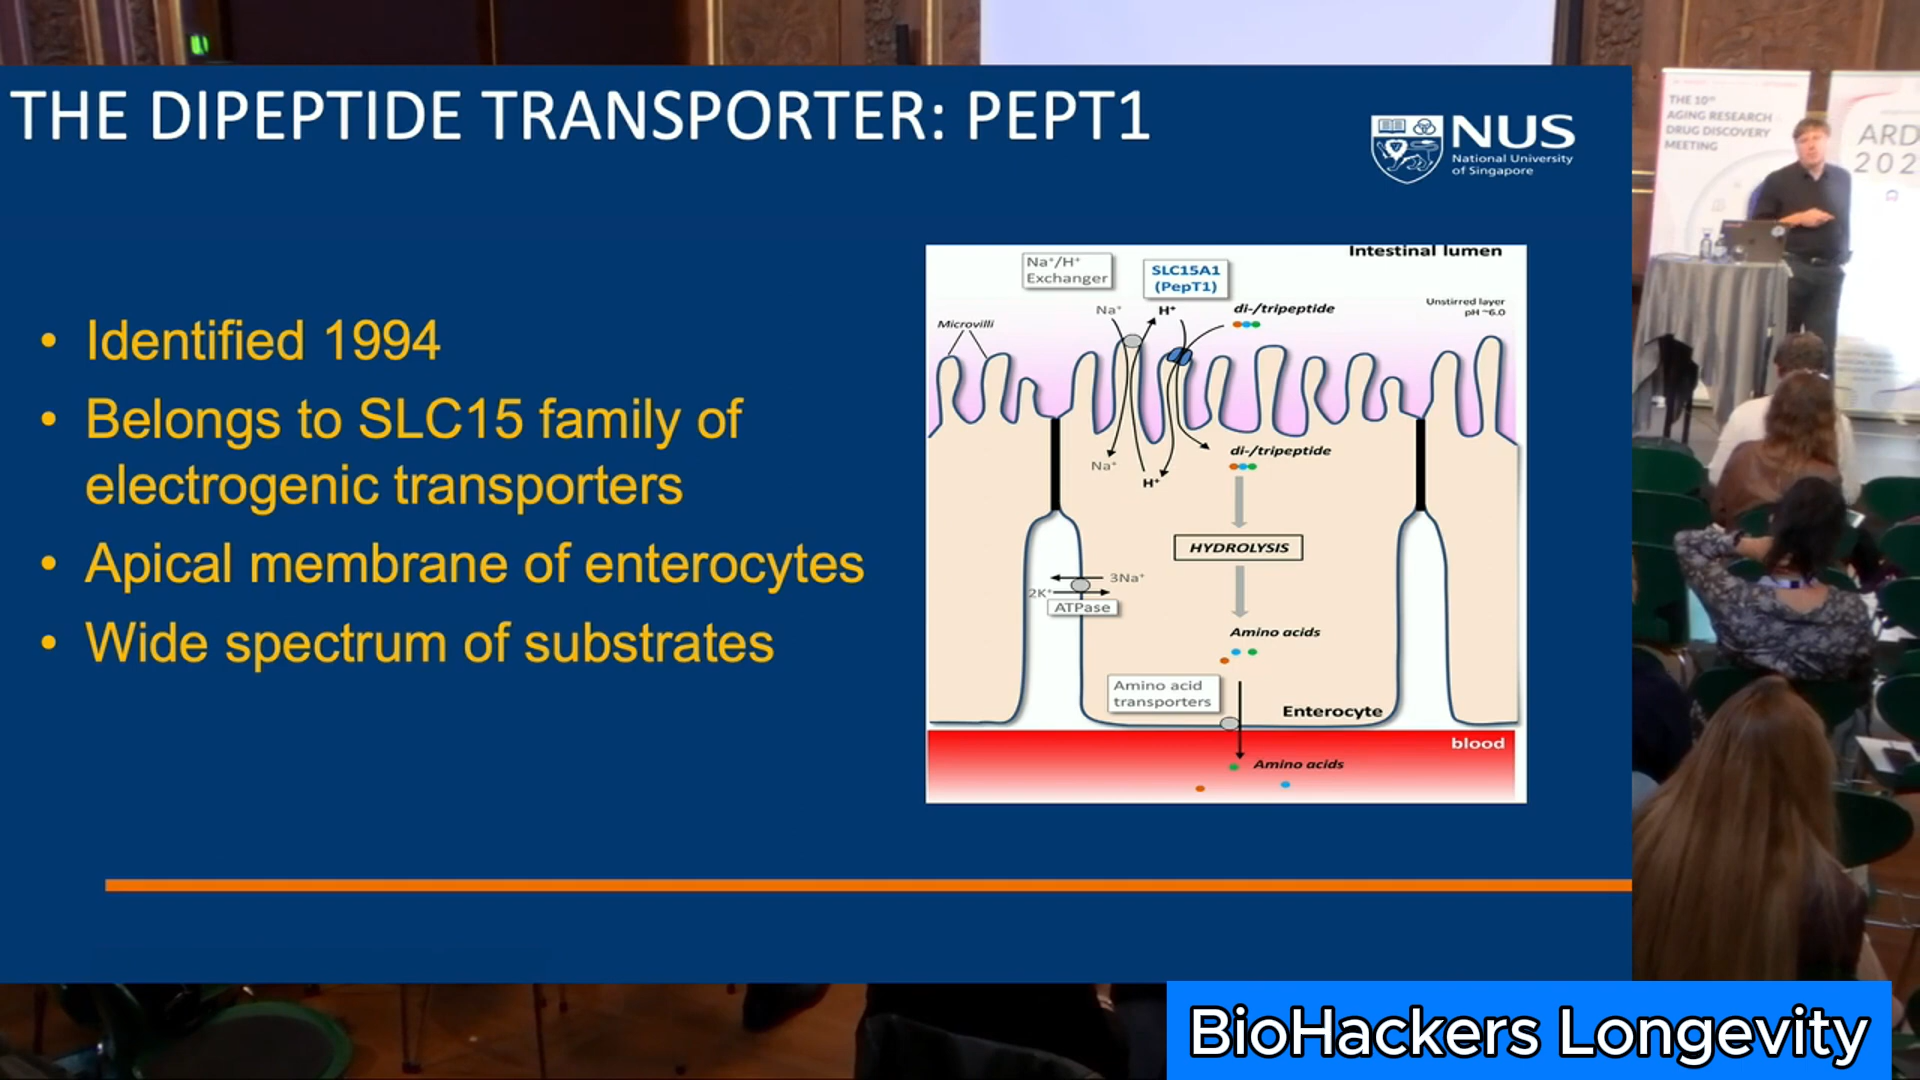 THE DIPEPTIDE TRANSPORTER: PEPT1
NUS
National University
of Singapore
• Identified 1994
• Belongs to SLC15 family of
electrogenic transporters
• Apical membrane of enterocytes
• Wide spectrum of substrates
Intestinal lumen
Na⁺/H⁺
Exchanger
SLC15A1
(PepT1)
Unstirred layer
pH ~6.0
Microvilli
Na⁺
H⁺
di-/tripeptide
Na⁺
H⁺
di-/tripeptide
HYDROLYSIS
3Na⁺
2K⁺
ATPase
Amino acids
Amino acid
transporters
Enterocyte
blood
Amino acids
THE 10ᵗʰ
AGING RESEARCH
DRUG DISCOVERY
MEETING
ARD
202
BioHackers Longevity